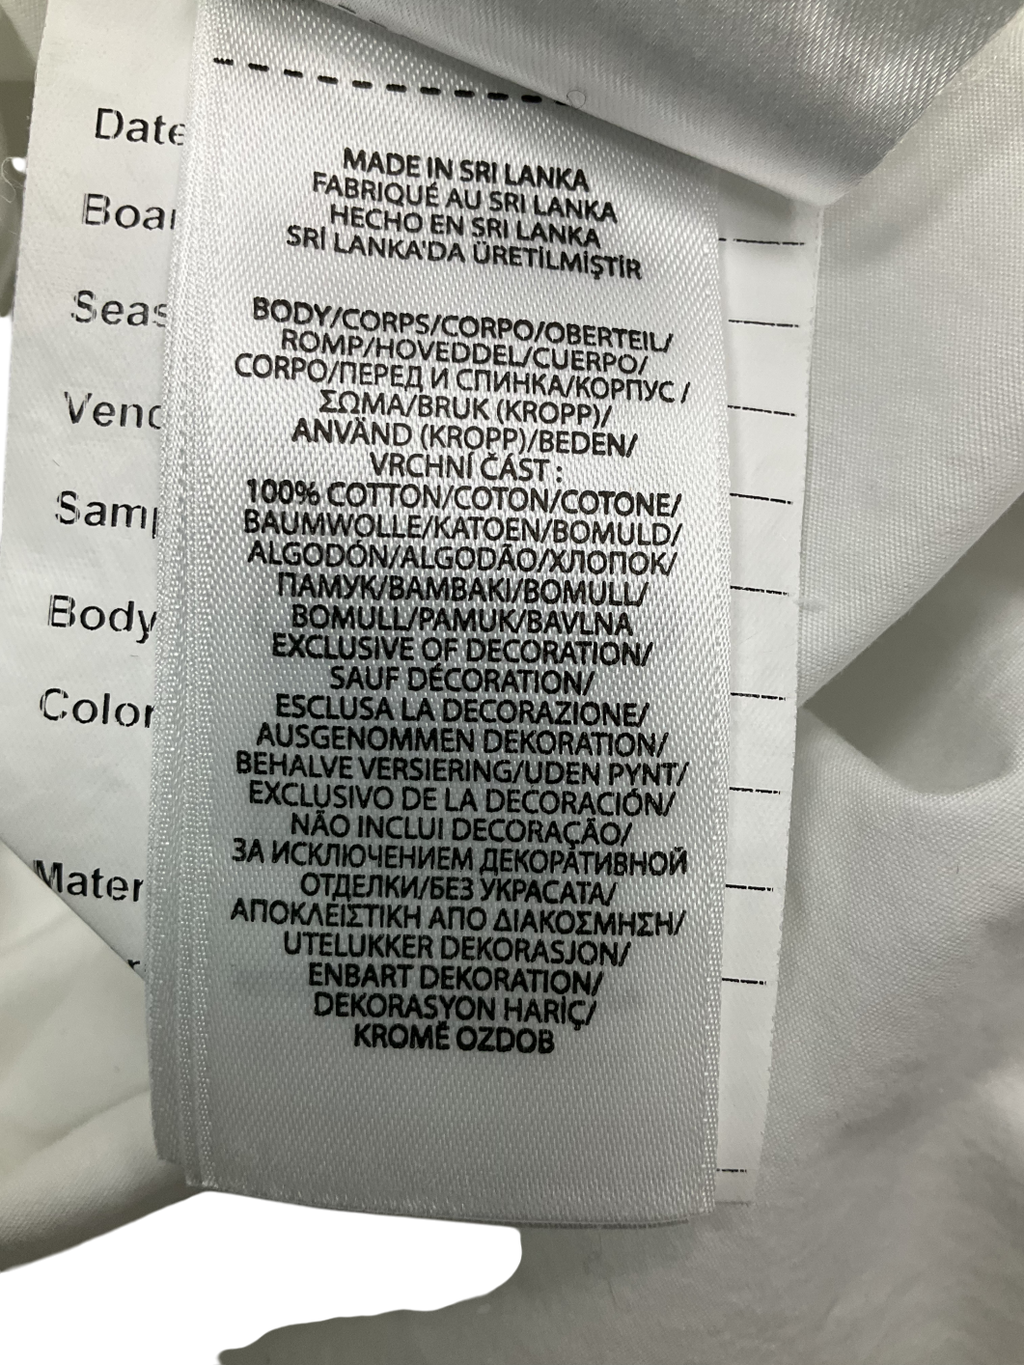 MADE IN SRI LANKA
FABRIQUÉ AU SRI LANKA
HECHO EN SRI LANKA
SRİ LANKA'DA ÜRETİLMİŞTİR
BODY/CORPS/CORPO/OBERTEIL/
ROMP/HOVEDDEL/CUERPO/
CORPO/ПЕРЕД И СПИНКА/КОРПУС /
ΣΩΜΑ/BRUK (KROPP)/
ANVÄND (KROPP)/BEDEN/
VRCHNÍ ČÁST :
100% COTTON/COTON/COTONE/
BAUMWOLLE/KATOEN/BOMULD/
ALGODÓN/ALGODÃO/ХЛОПОК/
ПАМУК/ΒΑΜΒΑΚΙ/BOMULL/
BOMULL/PAMUK/BAVLNA
EXCLUSIVE OF DECORATION/
SAUF DÉCORATION/
ESCLUSA LA DECORAZIONE/
AUSGENOMMEN DEKORATION/
BEHALVE VERSIERING/UDEN PYNT/
EXCLUSIVO DE LA DECORACIÓN/
NÃO INCLUI DECORAÇÃO/
ЗА ИСКЛЮЧЕНИЕМ ДЕКОРАТИВНОЙ
ОТДЕЛКИ/БЕЗ УКРАСАТА/
ΑΠΟΚΛΕΙΣΤΙΚΗ ΑΠΟ ΔΙΑΚΟΣΜΗΣΗ/
UTELUKKER DEKORASJON/
ENBART DEKORATION/
DEKORASYON HARİÇ/
KROMĚ OZDOB
Date
Boar
Seas
Vend
Samp
Body
Color
Mater